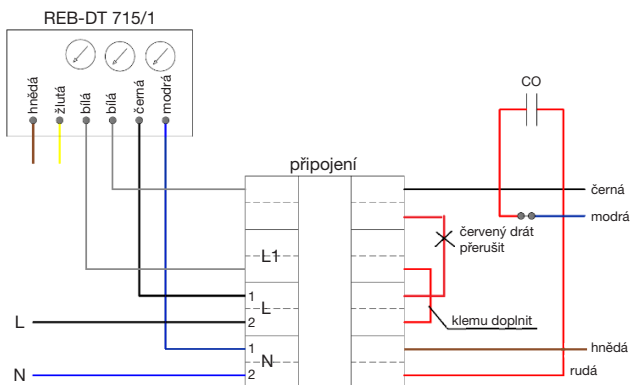 REB-DT 715/1
hnědá
žlutá
bílá
bílá
černá
modrá
CO
připojení
černá
modrá
červený drát
přerušit
L1
1
L
2
L
klemu doplnit
1
N
2
N
hnědá
rudá